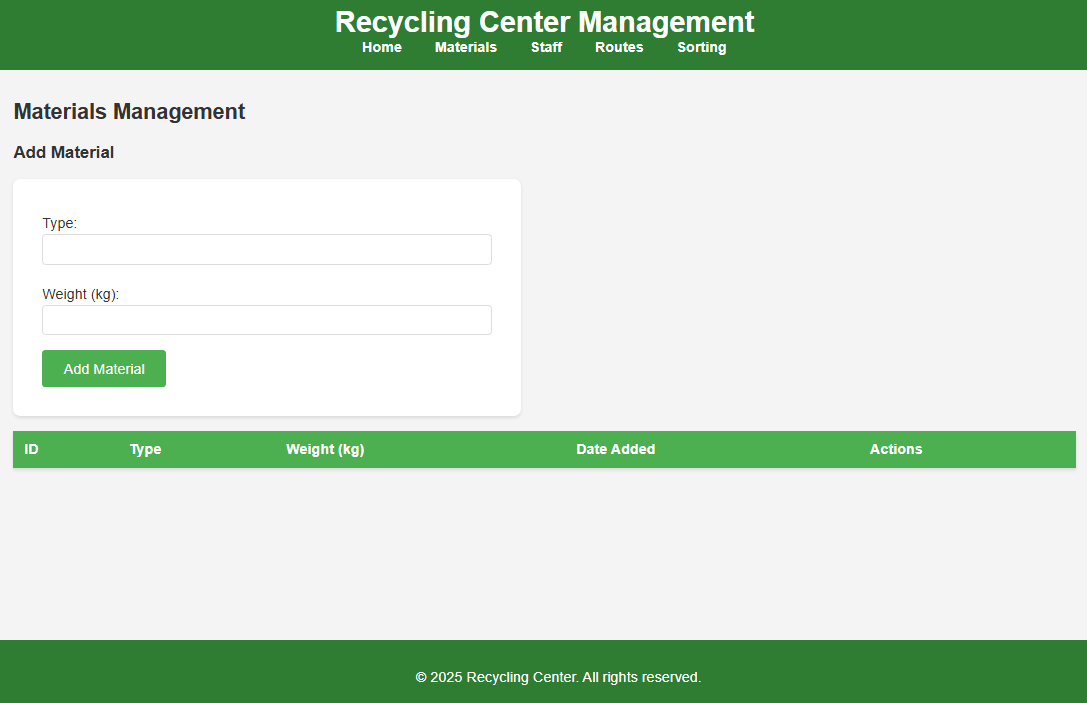 Recycling Center Management
Home Materials Staff Routes Sorting
Materials Management
Add Material
Type:
Weight (kg):
Add Material
ID Type Weight (kg) Date Added Actions
© 2025 Recycling Center. All rights reserved.